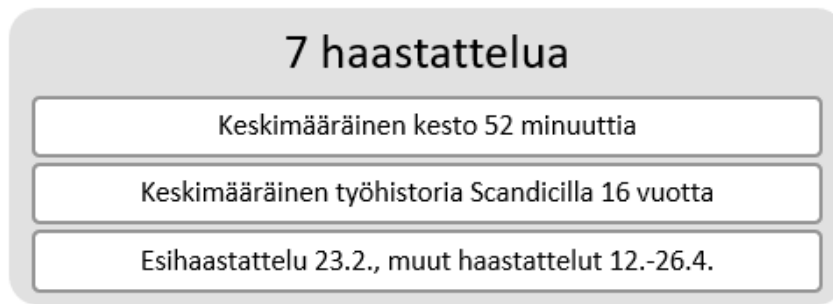 7 haastattelua
Keskimääräinen kesto 52 minuuttia
Keskimääräinen työhistoria Scandicilla 16 vuotta
Esihaastattelu 23.2., muut haastattelut 12.-26.4.